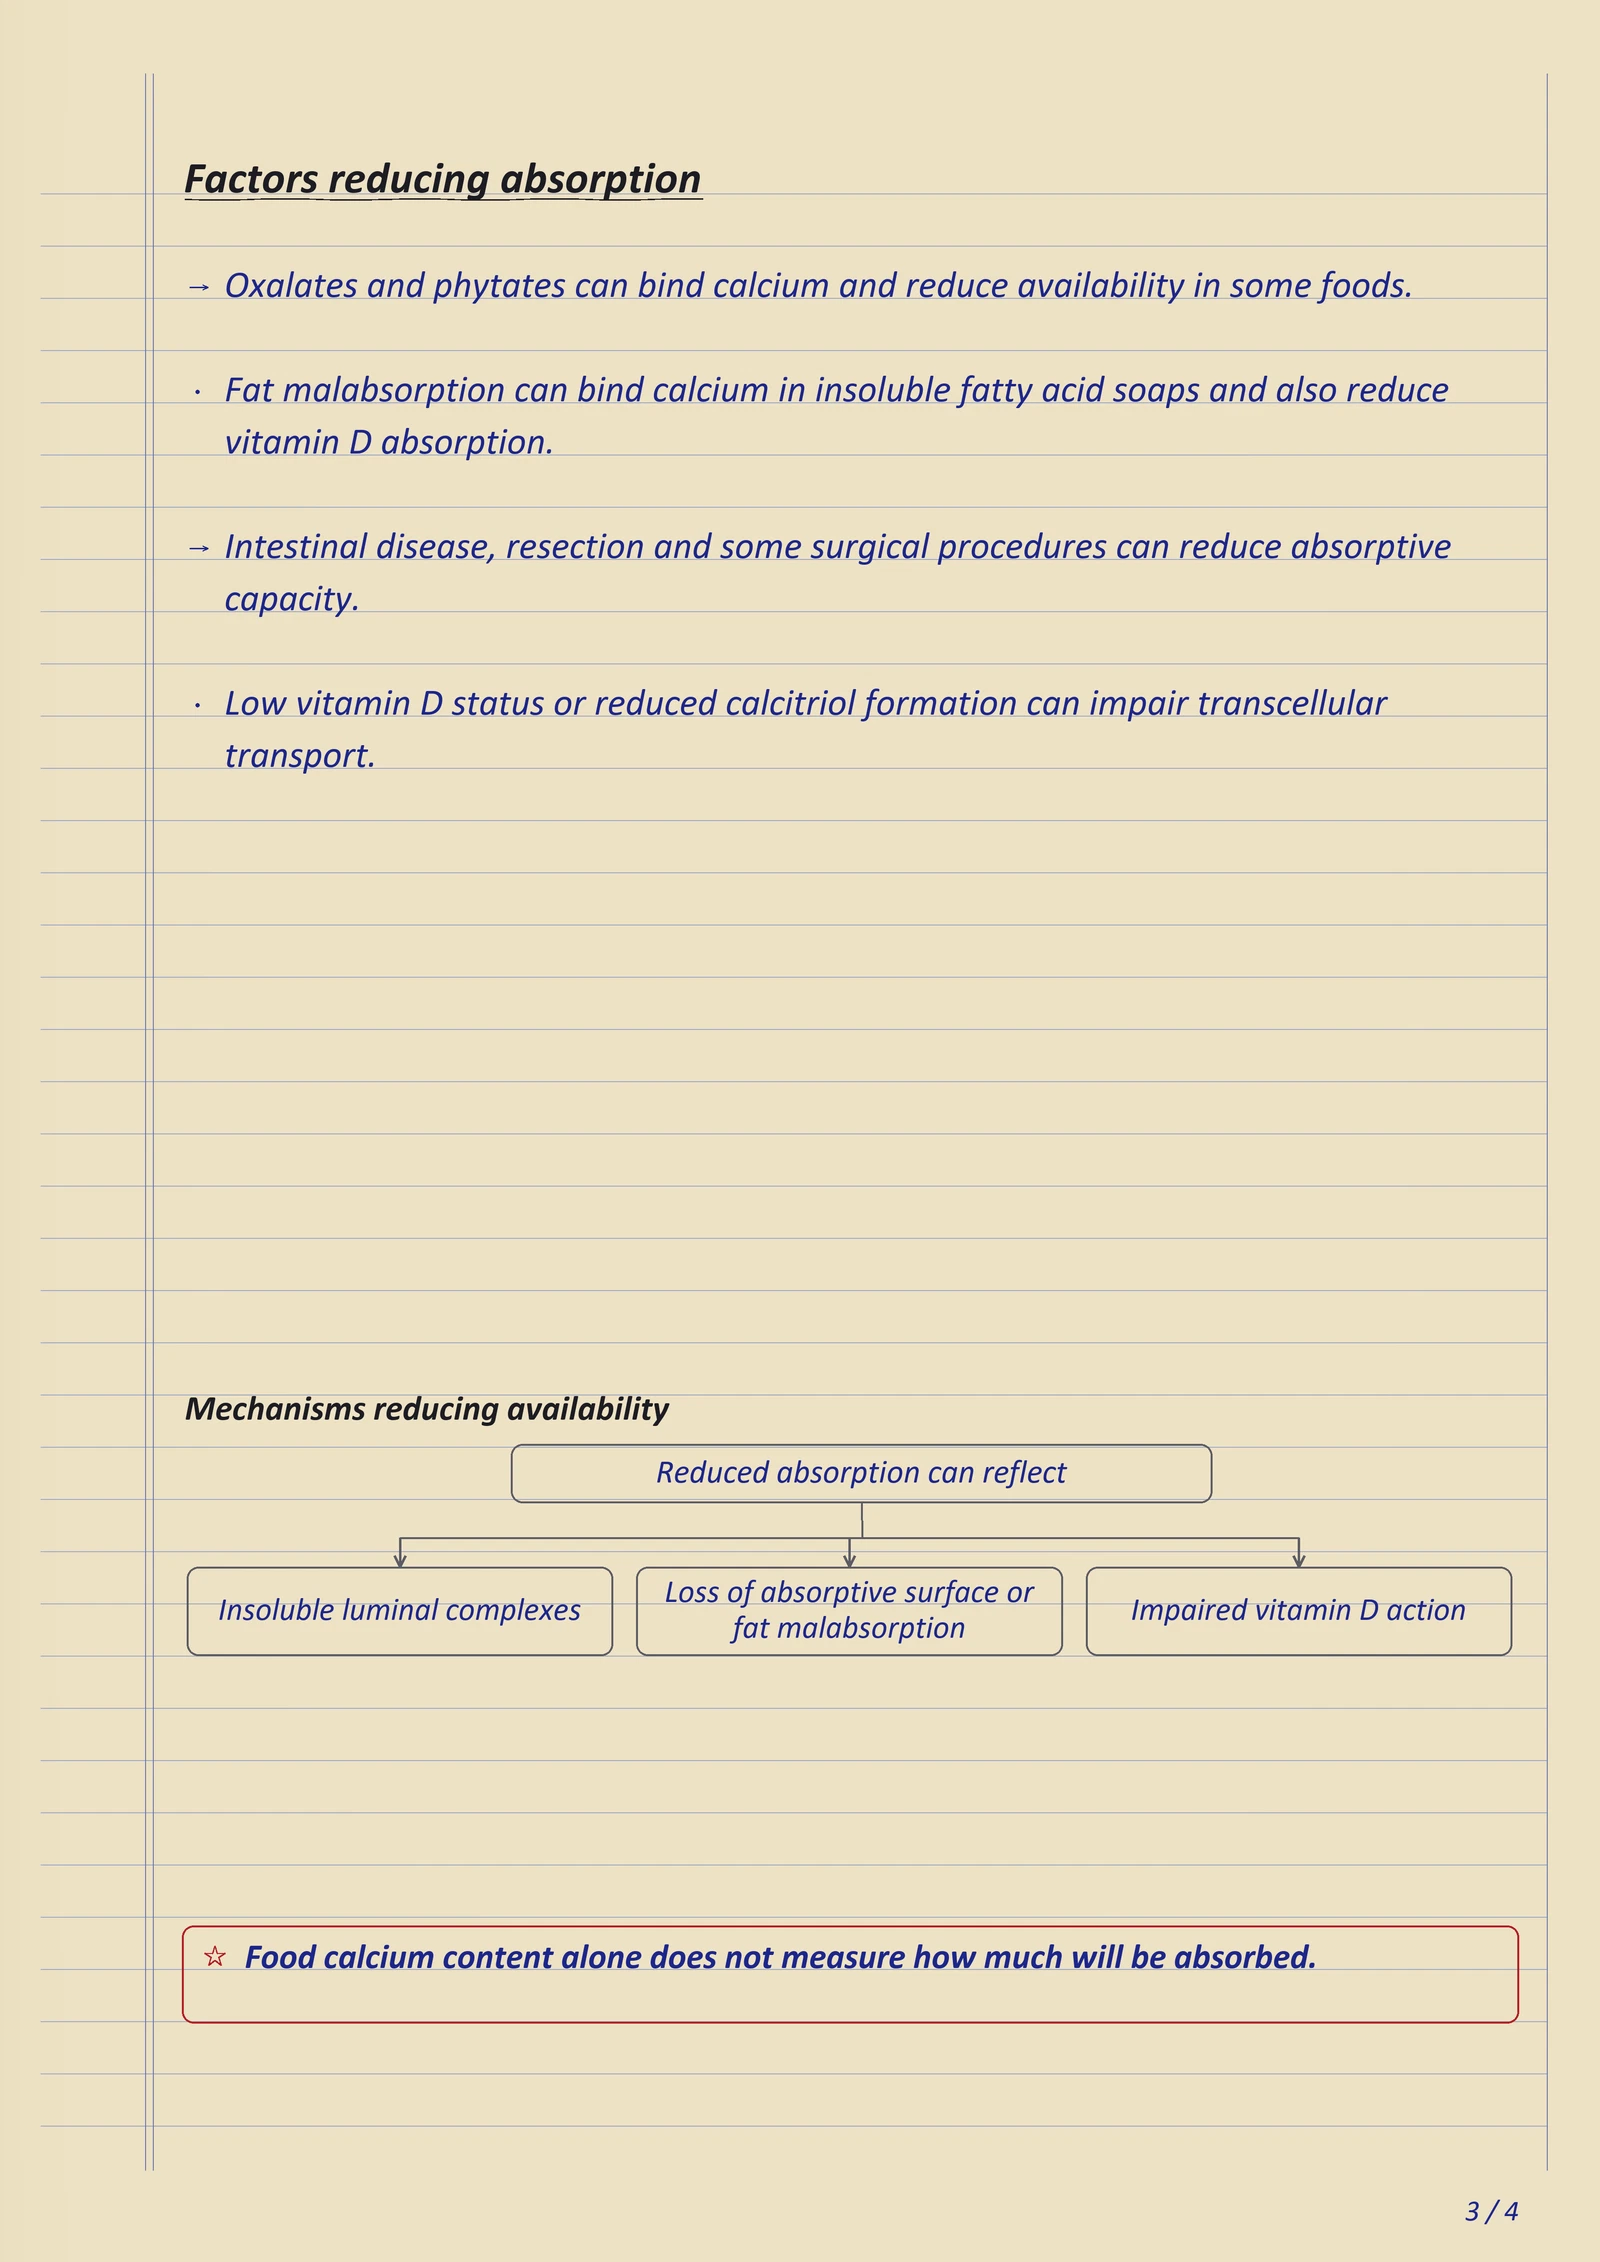 Factors reducing absorption
→ Oxalates and phytates can bind calcium and reduce availability in some foods.
· Fat malabsorption can bind calcium in insoluble fatty acid soaps and also reduce
vitamin D absorption.
→ Intestinal disease, resection and some surgical procedures can reduce absorptive
capacity.
· Low vitamin D status or reduced calcitriol formation can impair transcellular
transport.
Mechanisms reducing availability
Reduced absorption can reflect
Insoluble luminal complexes
Loss of absorptive surface or
fat malabsorption
Impaired vitamin D action
☆ Food calcium content alone does not measure how much will be absorbed.
3 / 4